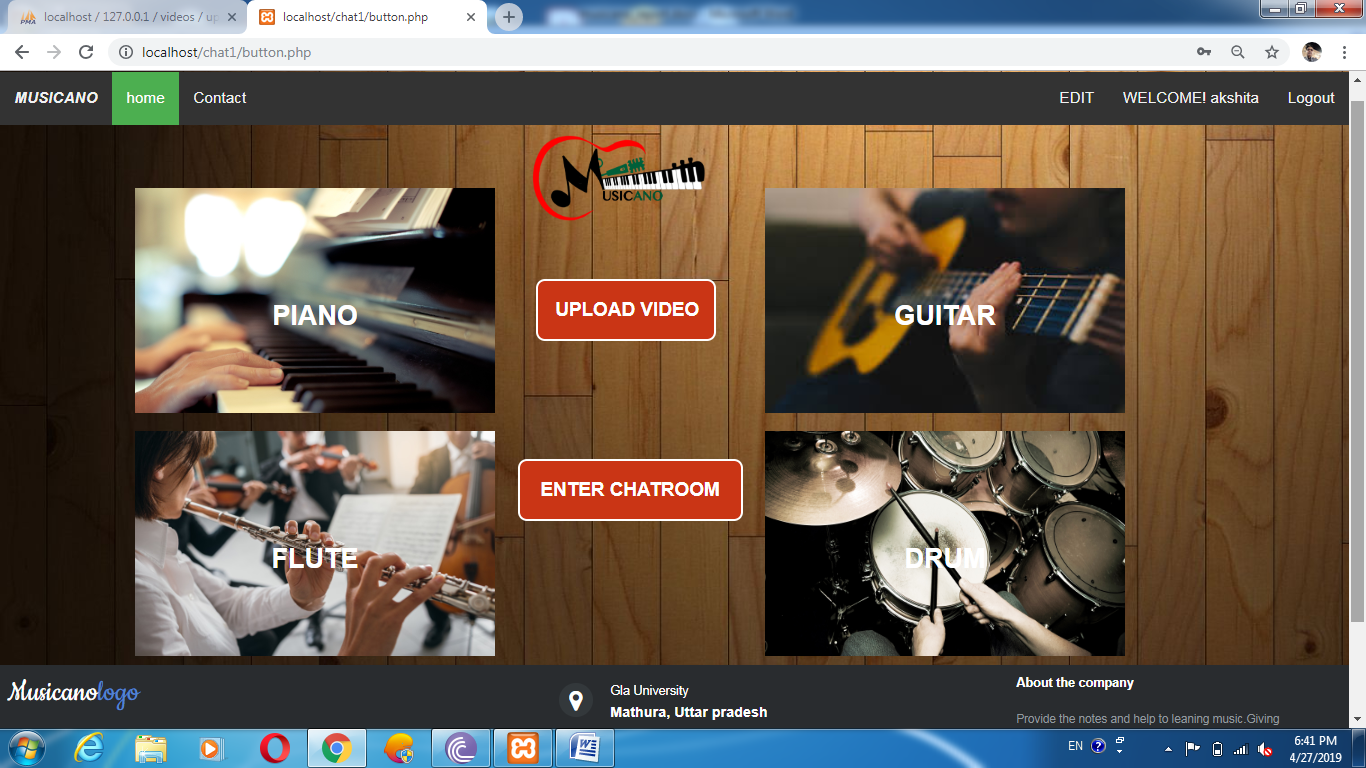 localhost / 127.0.0.1 / videos / up
localhost/chat1/button.php
localhost/chat1/button.php
MUSICANO home Contact EDIT WELCOME! akshita Logout
USICANO
PIANO
UPLOAD VIDEO
GUITAR
FLUTE
ENTER CHATROOM
DRUM
Musicanologo
Gla University
Mathura, Uttar pradesh
About the company
Provide the notes and help to leaning music.Giving
EN
6:41 PM
4/27/2019